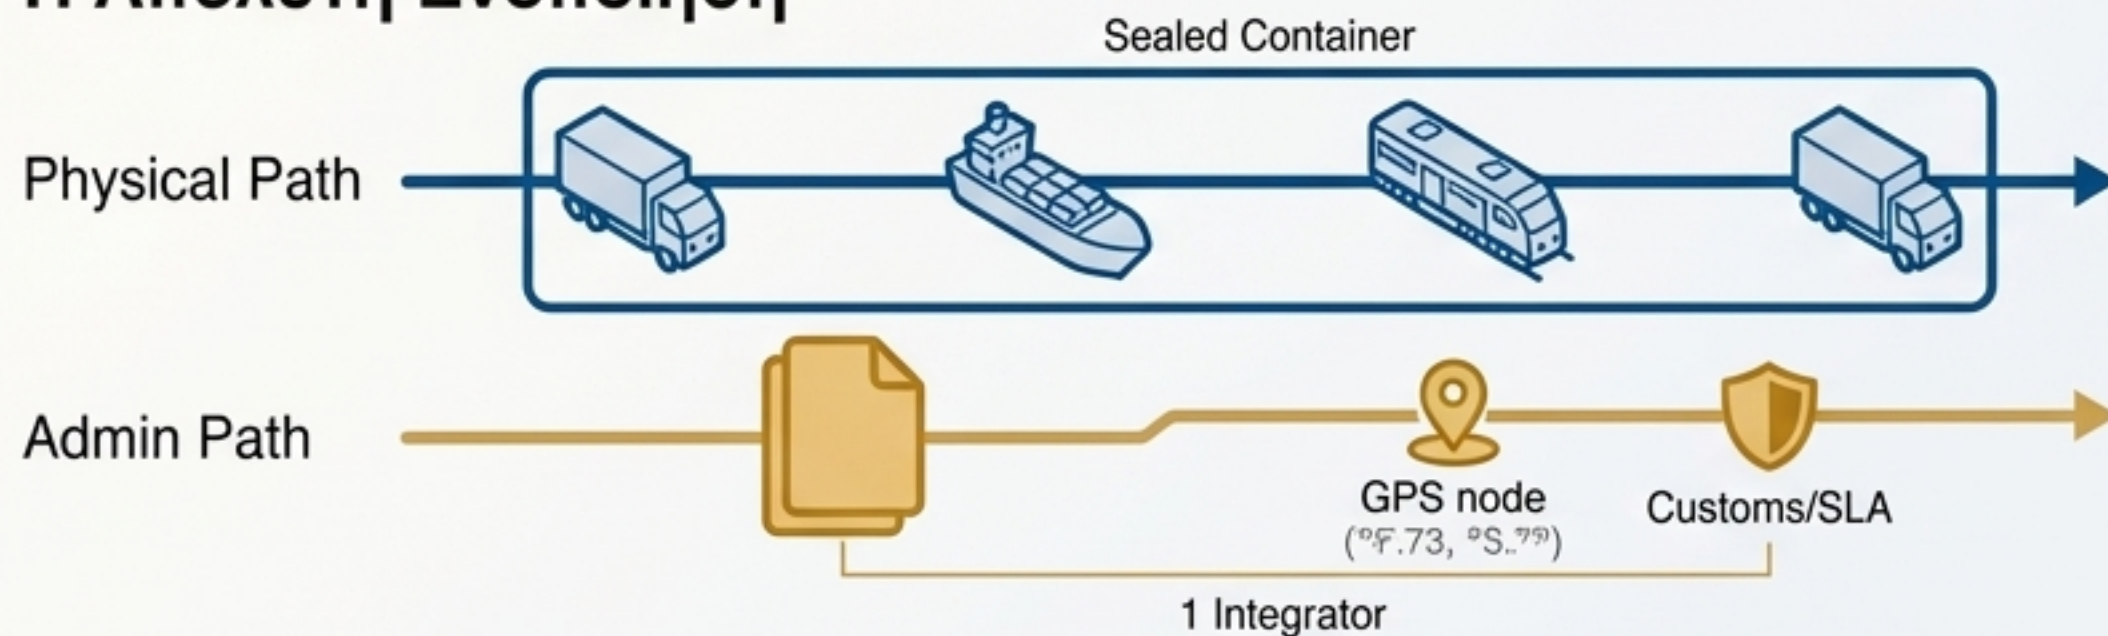 Sealed Container
Physical Path
Admin Path
GPS node
Customs/SLA
1 Integrator